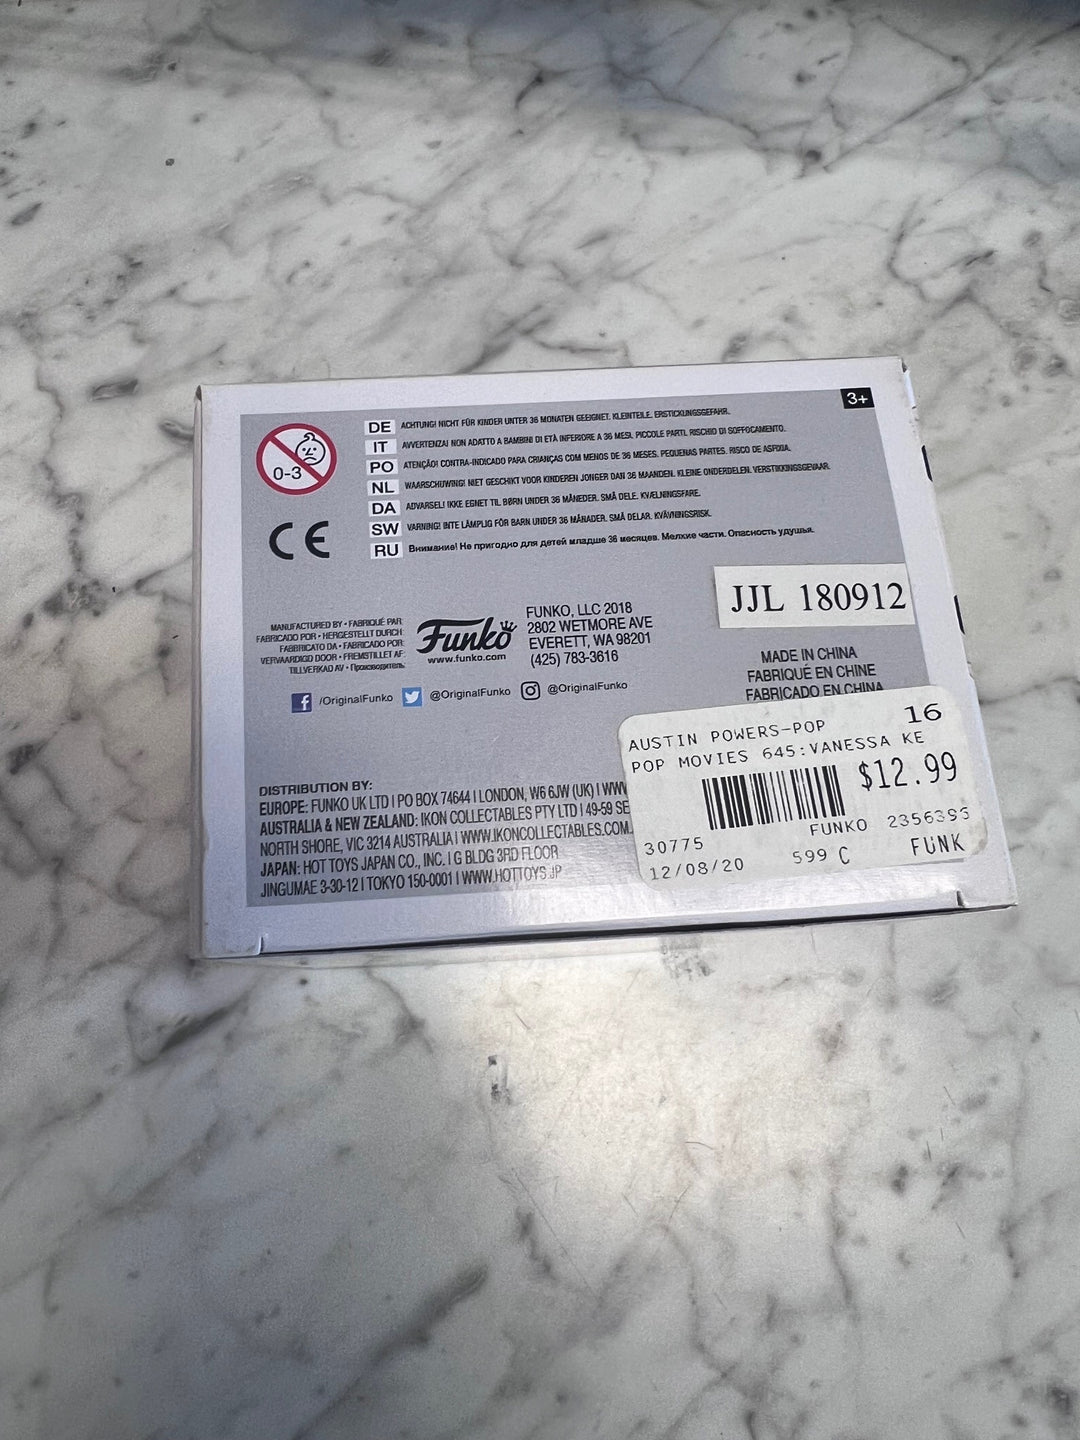 3+
0-3
DE ACHTUNG! NICHT FÜR KINDER UNTER 36 MONATEN GEEIGNET. KLEINTEILE. ERSTICKUNGSGEFAHR.
IT AVVERTENZA! NON ADATTO A BAMBINI DI ETÀ INFERIORE A 36 MESI. PICCOLE PARTI. RISCHIO DI SOFFOCAMENTO.
PO ATENÇÃO! CONTRA-INDICADO PARA CRIANÇAS COM MENOS DE 36 MESES. PEQUENAS PARTES. RISCO DE ASFIXIA.
NL WAARSCHUWING! NIET GESCHIKT VOOR KINDEREN JONGER DAN 36 MAANDEN. KLEINE ONDERDELEN. VERSTIKKINGSGEVAAR.
DA ADVARSEL! IKKE EGNET TIL BØRN UNDER 36 MÅNEDER. SMÅ DELE. KVÆLNINGSFARE.
SW VARNING! INTE LÄMPLIG FÖR BARN UNDER 36 MÅNADER. SMÅ DELAR. KVÄVNINGSRISK.
RU Внимание! Не пригодно для детей младше 36 месяцев. Мелкие части. Опасность удушья.
CE
JJL 180912
MANUFACTURED BY • FABRIQUÉ PAR:
FABRICADO POR • HERGESTELLT DURCH:
FABBRICATO DA • FABRICADO POR:
VERVAARDIGD DOOR • FREMSTILLET AF:
TILLVERKAD AV • Производитель:
Funko
www.funko.com
FUNKO, LLC 2018
2802 WETMORE AVE
EVERETT, WA 98201
(425) 783-3616
MADE IN CHINA
FABRIQUÉ EN CHINE
FABRICADO EN CHINA
f /OriginalFunko @OriginalFunko @OriginalFunko
DISTRIBUTION BY:
EUROPE: FUNKO UK LTD | PO BOX 74644 | LONDON, W6 6JW (UK) | WWW
AUSTRALIA & NEW ZEALAND: IKON COLLECTABLES PTY LTD | 49-59 SE
NORTH SHORE, VIC 3214 AUSTRALIA | WWW.IKONCOLLECTABLES.COM.
JAPAN: HOT TOYS JAPAN CO., INC. | G BLDG 3RD FLOOR
JINGUMAE 3-30-12 | TOKYO 150-0001 | WWW.HOTTOYS.JP
AUSTIN POWERS-POP 16
POP MOVIES 645:VANESSA KE
$12.99
30775 FUNKO 2356393
12/08/20 599 C FUNK